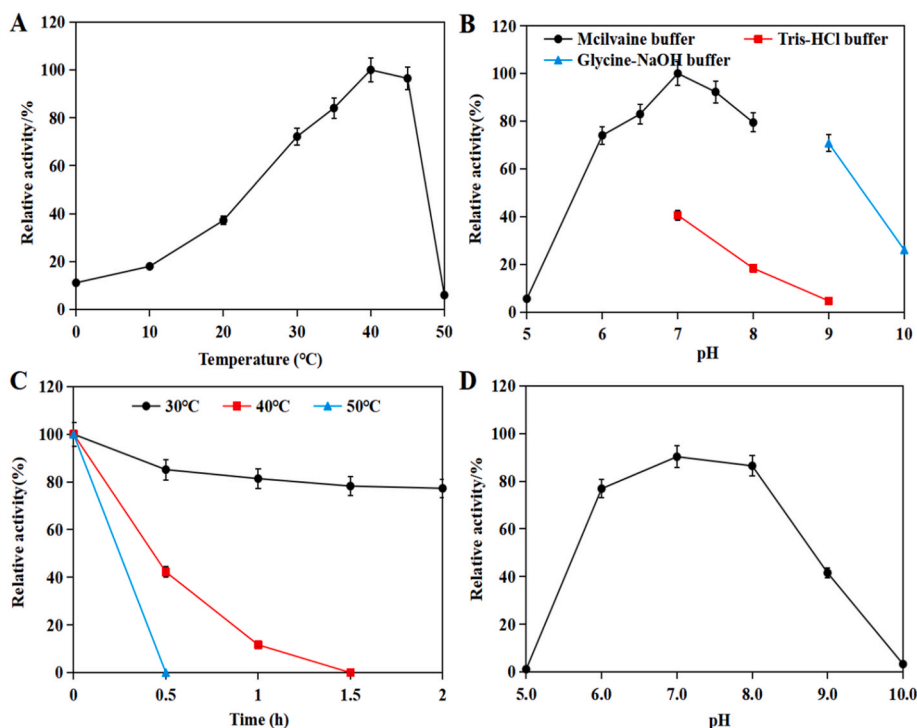 A
Relative activity/%
120
100
80
60
40
20
0
0 10 20 30 40 50
Temperature (℃)
B
Mcilvaine buffer Tris-HCl buffer
Glycine-NaOH buffer
Relative activity(%)
120
100
80
60
40
20
0
5 6 7 8 9 10
pH
C
30℃ 40℃ 50℃
Relative activity(%)
120
100
80
60
40
20
0
0 0.5 1 1.5 2
Time (h)
D
Relative activity/%
120
100
80
60
40
20
0
5.0 6.0 7.0 8.0 9.0 10.0
pH